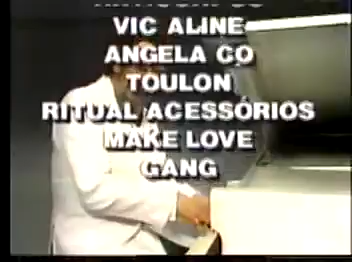 VIC ALINE
ANGELA CO
TOULON
RITUAL ACESSÓRIOS
MAKE LOVE
GANG